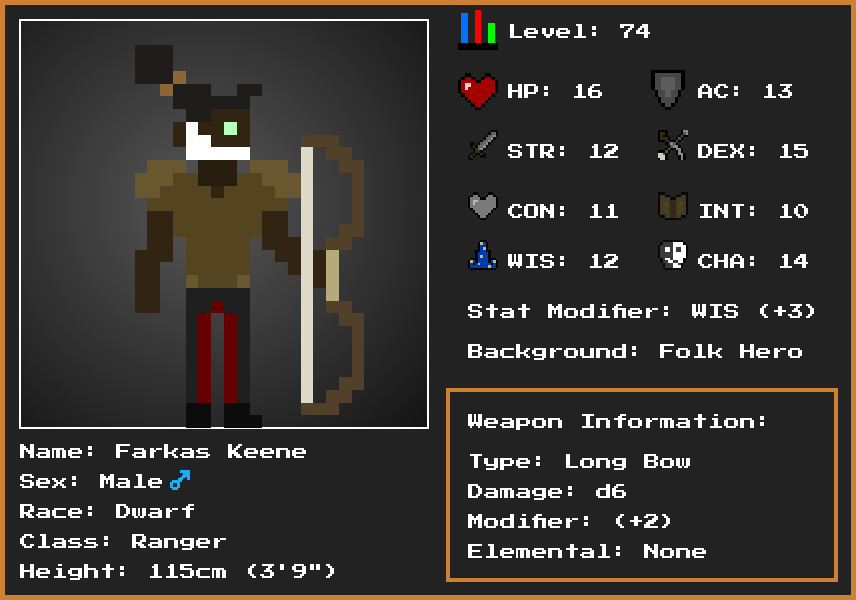 Level: 74
HP: 16
AC: 13
STR: 12
DEX: 15
CON: 11
INT: 10
WIS: 12
CHA: 14
Stat Modifier: WIS (+3)
Background: Folk Hero
Weapon Information:
Type: Long Bow
Damage: d6
Modifier: (+2)
Elemental: None
Name: Farkas Keene
Sex: Male♂
Race: Dwarf
Class: Ranger
Height: 115cm (3'9")